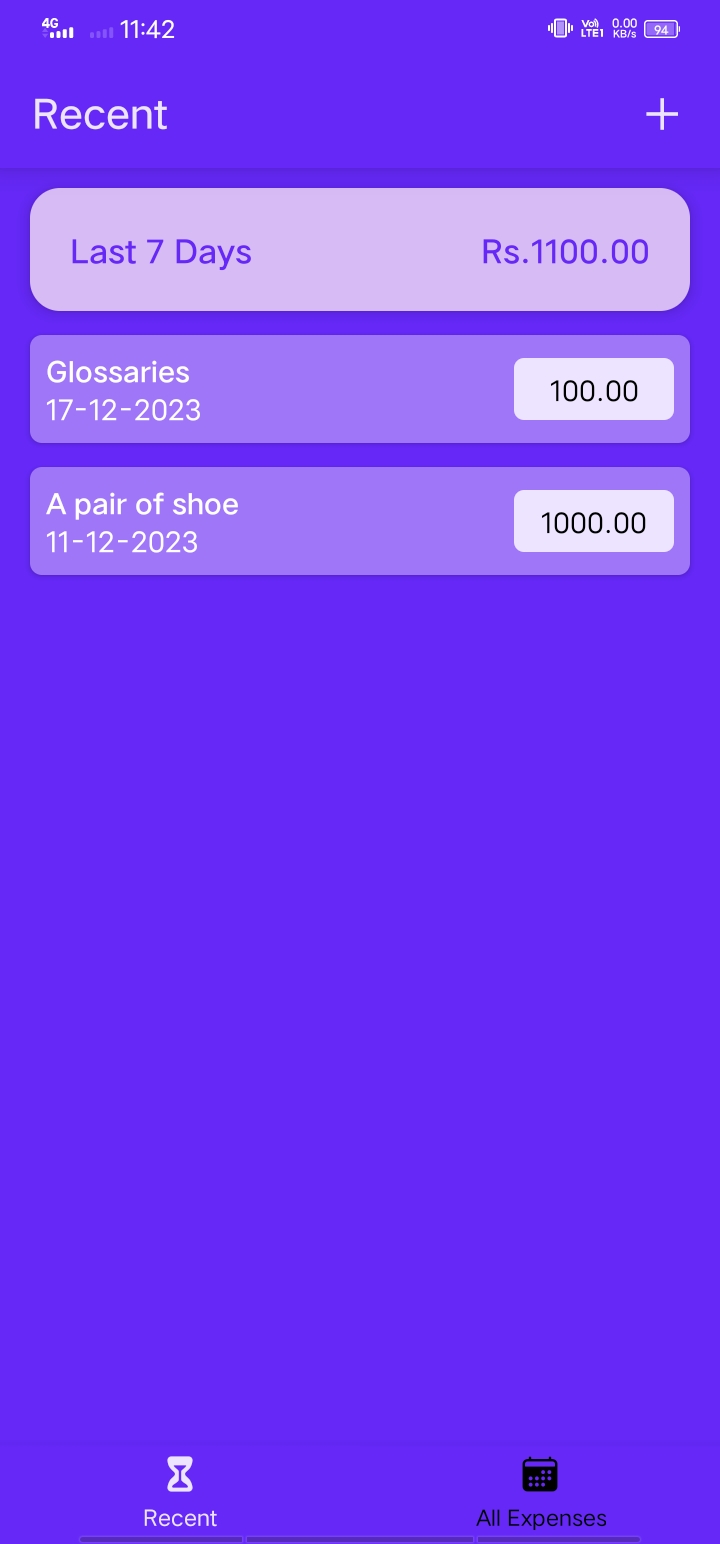 4G 11:42 Vo) LTE1 0.00 KB/s 94
Recent
Last 7 Days Rs.1100.00
Glossaries
17-12-2023
100.00
A pair of shoe
11-12-2023
1000.00
Recent All Expenses